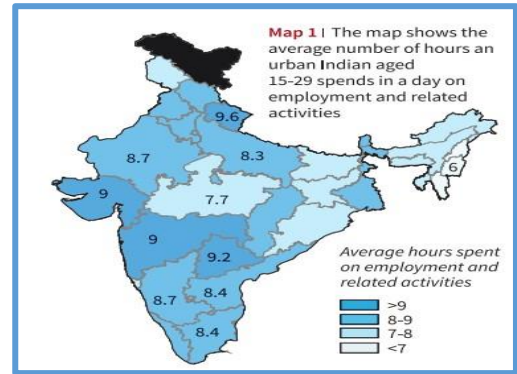 Map 1 | The map shows the
average number of hours an
urban Indian aged
15-29 spends in a day on
employment and related
activities
9.6
8.7
8.3
6
7.7
9
9
9.2
8.7
8.4
8.4
Average hours spent
on employment and
related activities
>9
8-9
7-8
<7